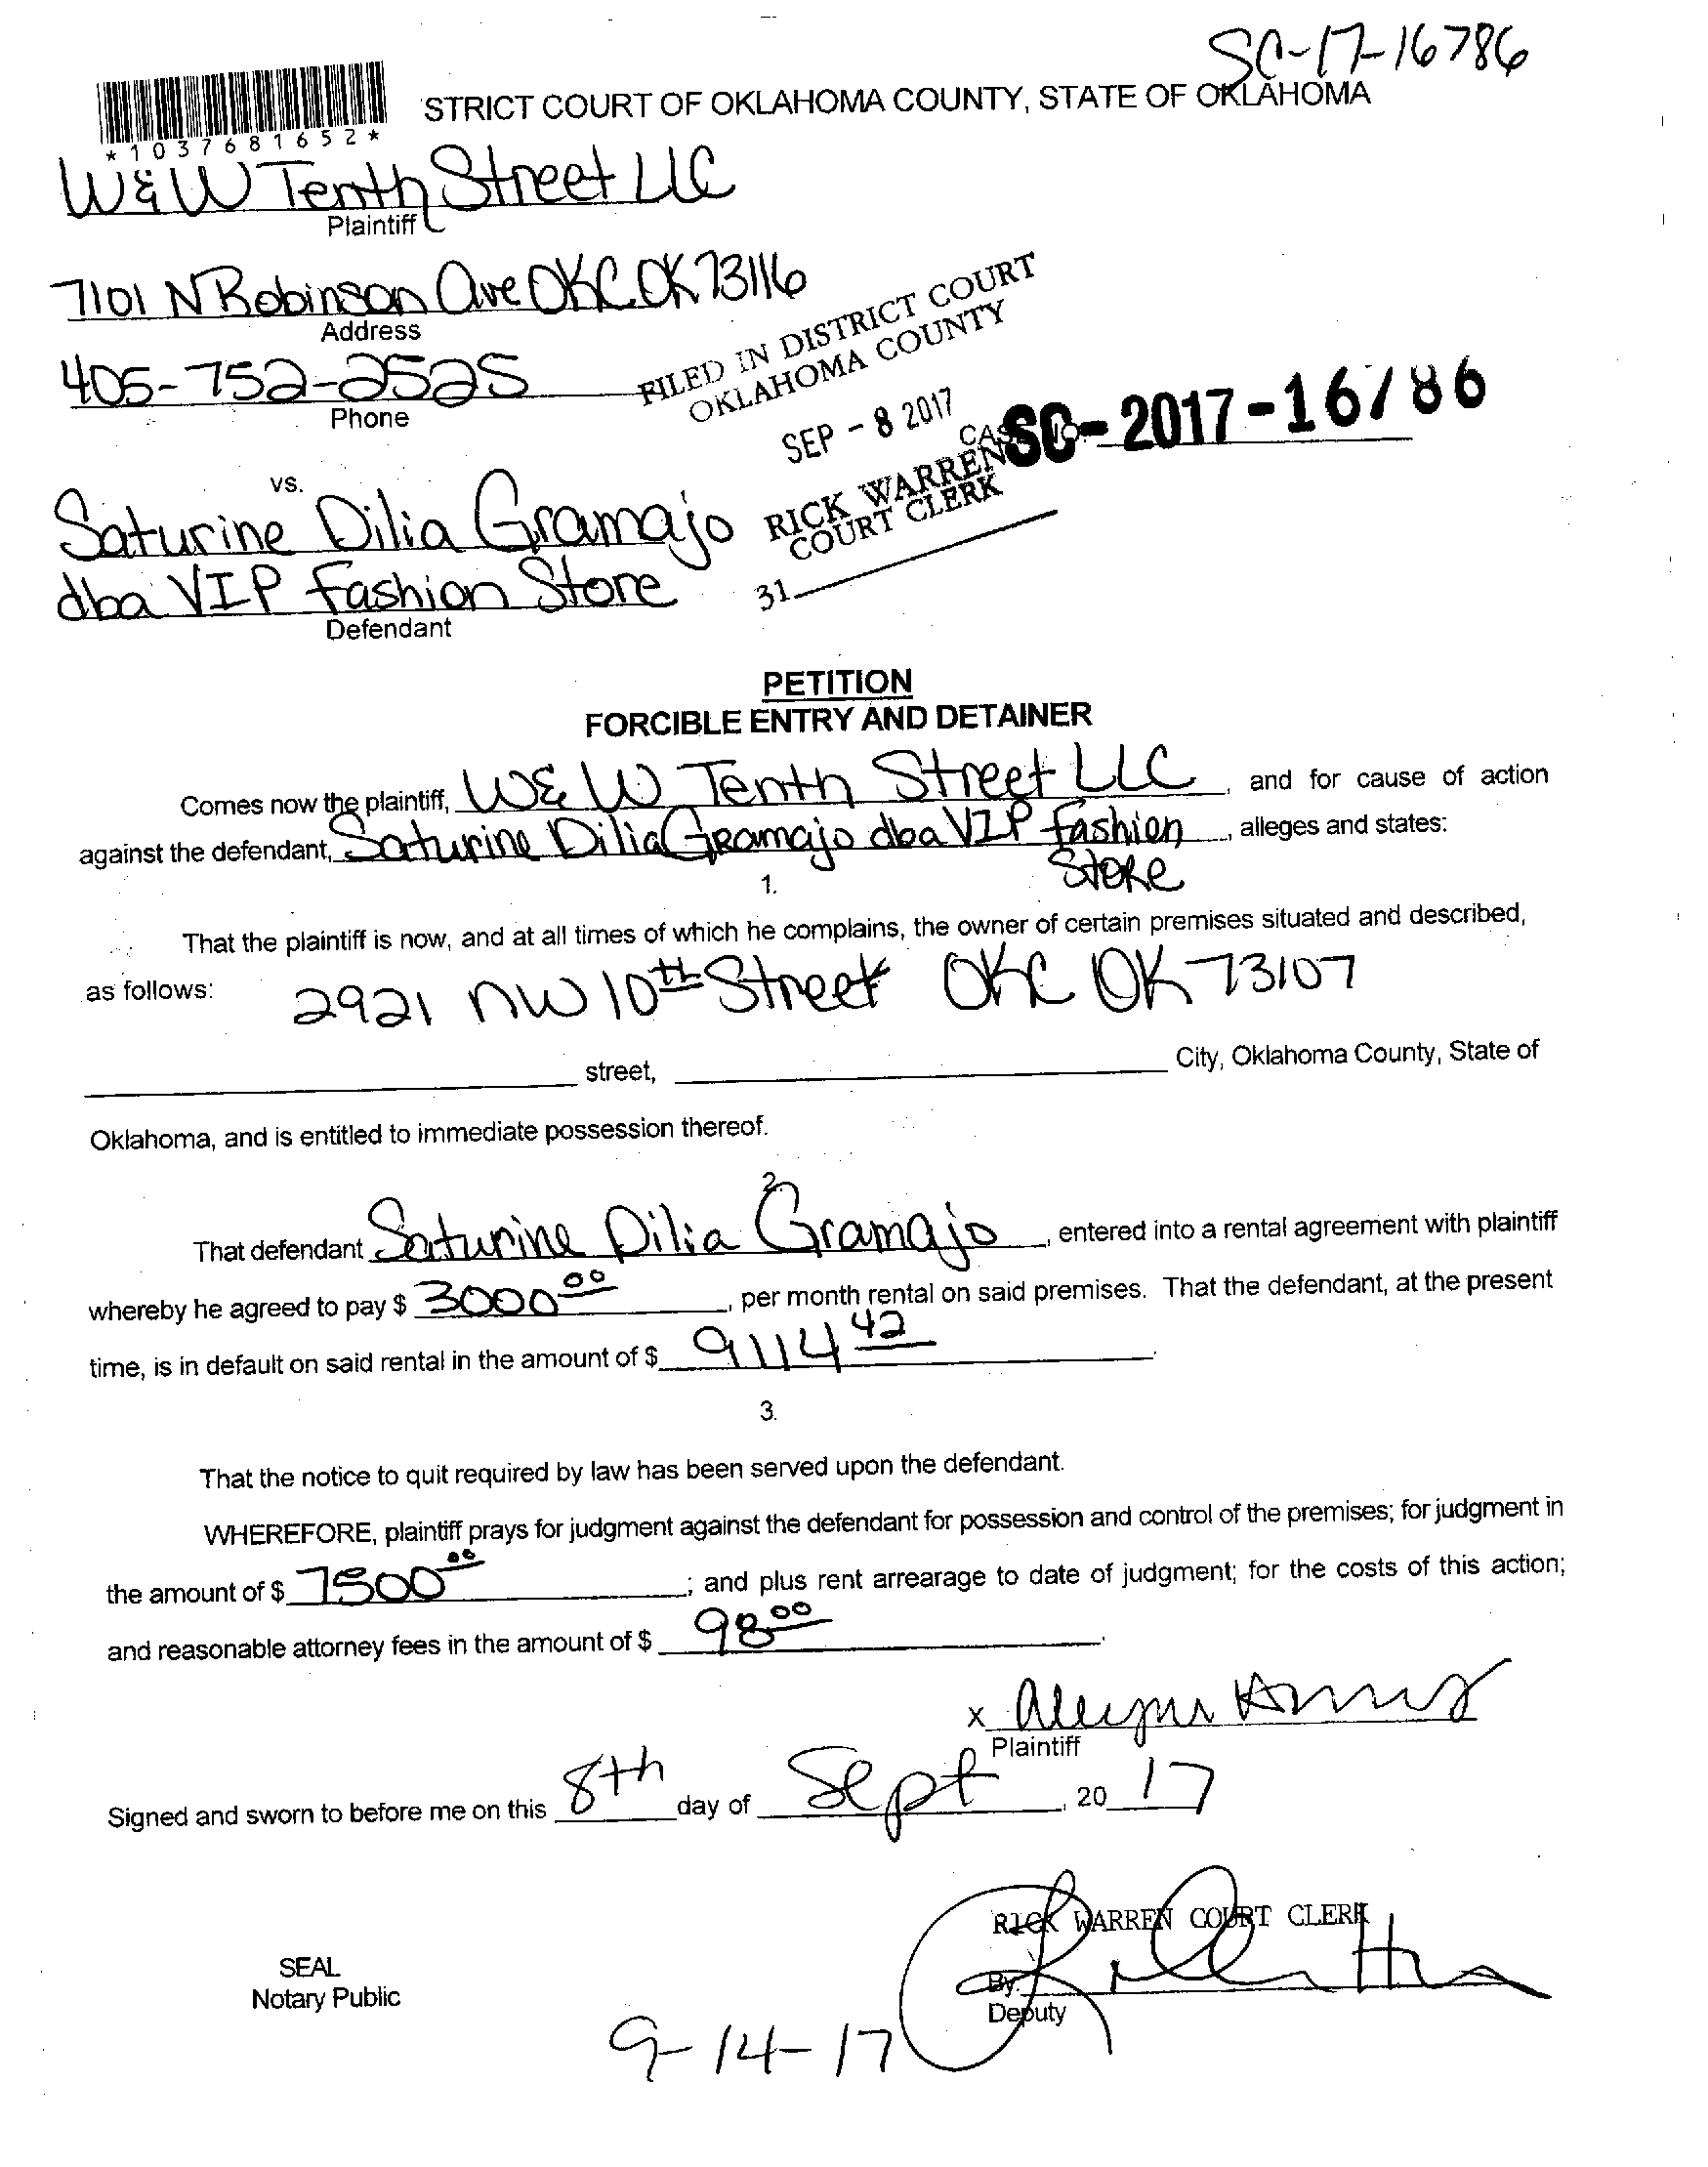 SC-17-16786
STRICT COURT OF OKLAHOMA COUNTY, STATE OF OKLAHOMA
*1037681652*
W&W Tenth Street LLC
Plaintiff
7101 N Robinson Ave OKC OK 73116
Address
405-752-2525
Phone
FILED IN DISTRICT COURT
OKLAHOMA COUNTY
SEP - 8 2017
RICK WARREN
COURT CLERK
31
SC-2017-16786
vs.
Saturine Dilia Gramajo
dba VIP Fashion Store
Defendant
PETITION
FORCIBLE ENTRY AND DETAINER
Comes now the plaintiff, W&W Tenth Street LLC, and for cause of action
against the defendant, Saturine Dilia Gramajo dba VIP Fashion, alleges and states:
Store
1.
That the plaintiff is now, and at all times of which he complains, the owner of certain premises situated and described,
as follows: 2921 NW 10th Street OKC OK 73107
street, City, Oklahoma County, State of
Oklahoma, and is entitled to immediate possession thereof.
2.
That defendant Saturine Dilia Gramajo, entered into a rental agreement with plaintiff
whereby he agreed to pay $ 3000 00, per month rental on said premises. That the defendant, at the present
time, is in default on said rental in the amount of $ 9114 42.
3.
That the notice to quit required by law has been served upon the defendant.
WHEREFORE, plaintiff prays for judgment against the defendant for possession and control of the premises; for judgment in
the amount of $ 7500 00; and plus rent arrearage to date of judgment; for the costs of this action;
and reasonable attorney fees in the amount of $ 98 00.
x
Plaintiff
Signed and sworn to before me on this 8th day of Sept, 20 17
RICK WARREN COURT CLERK
SEAL
Notary Public
By:
Deputy
9-14-17